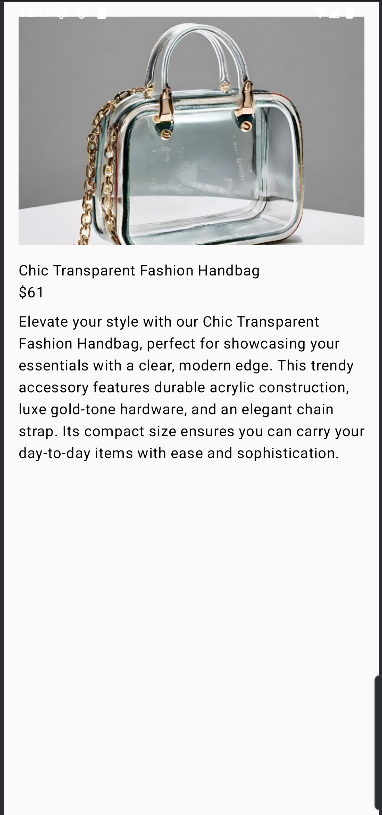 Chic Transparent Fashion Handbag
$61
Elevate your style with our Chic Transparent
Fashion Handbag, perfect for showcasing your
essentials with a clear, modern edge. This trendy
accessory features durable acrylic construction,
luxe gold-tone hardware, and an elegant chain
strap. Its compact size ensures you can carry your
day-to-day items with ease and sophistication.